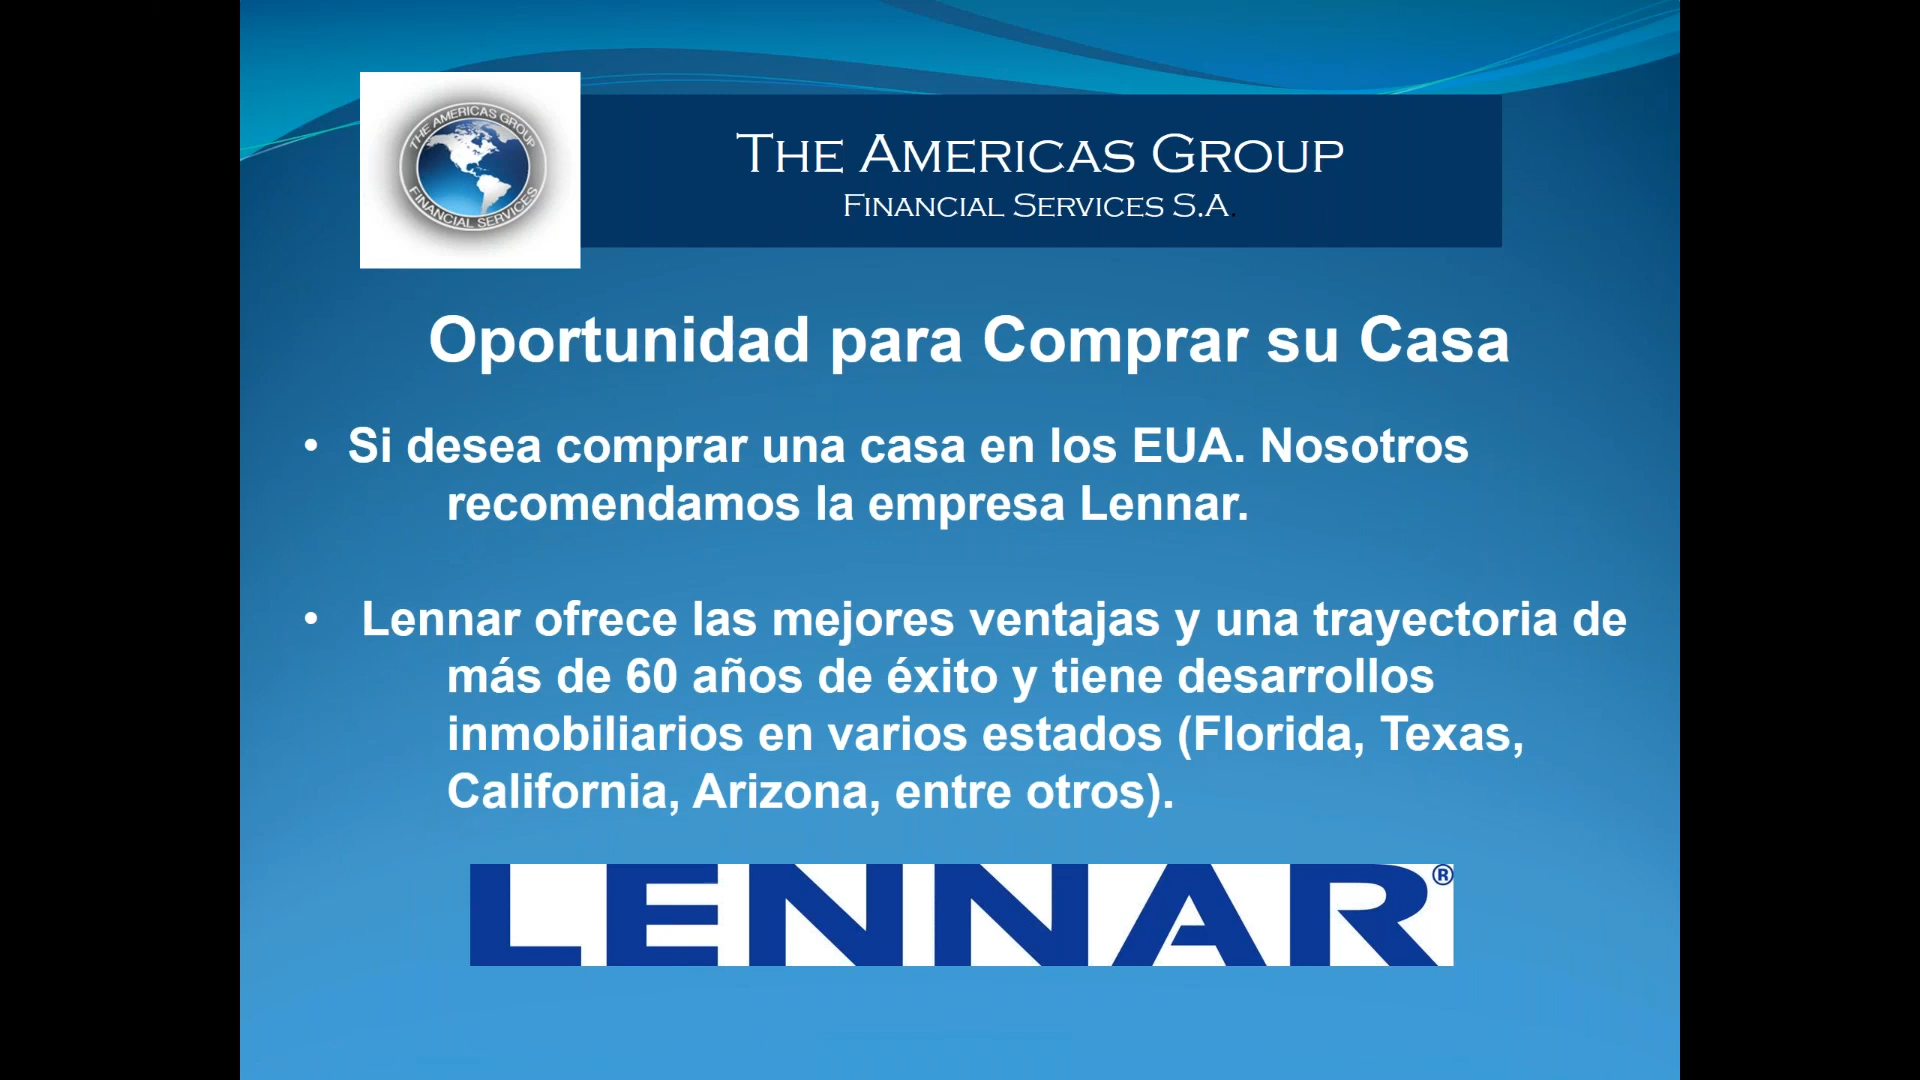 THE AMERICAS GROUP
FINANCIAL SERVICES
THE AMERICAS GROUP
FINANCIAL SERVICES S.A.
Oportunidad para Comprar su Casa
• Si desea comprar una casa en los EUA. Nosotros
recomendamos la empresa Lennar.
• Lennar ofrece las mejores ventajas y una trayectoria de
más de 60 años de éxito y tiene desarrollos
inmobiliarios en varios estados (Florida, Texas,
California, Arizona, entre otros).
LENNAR®